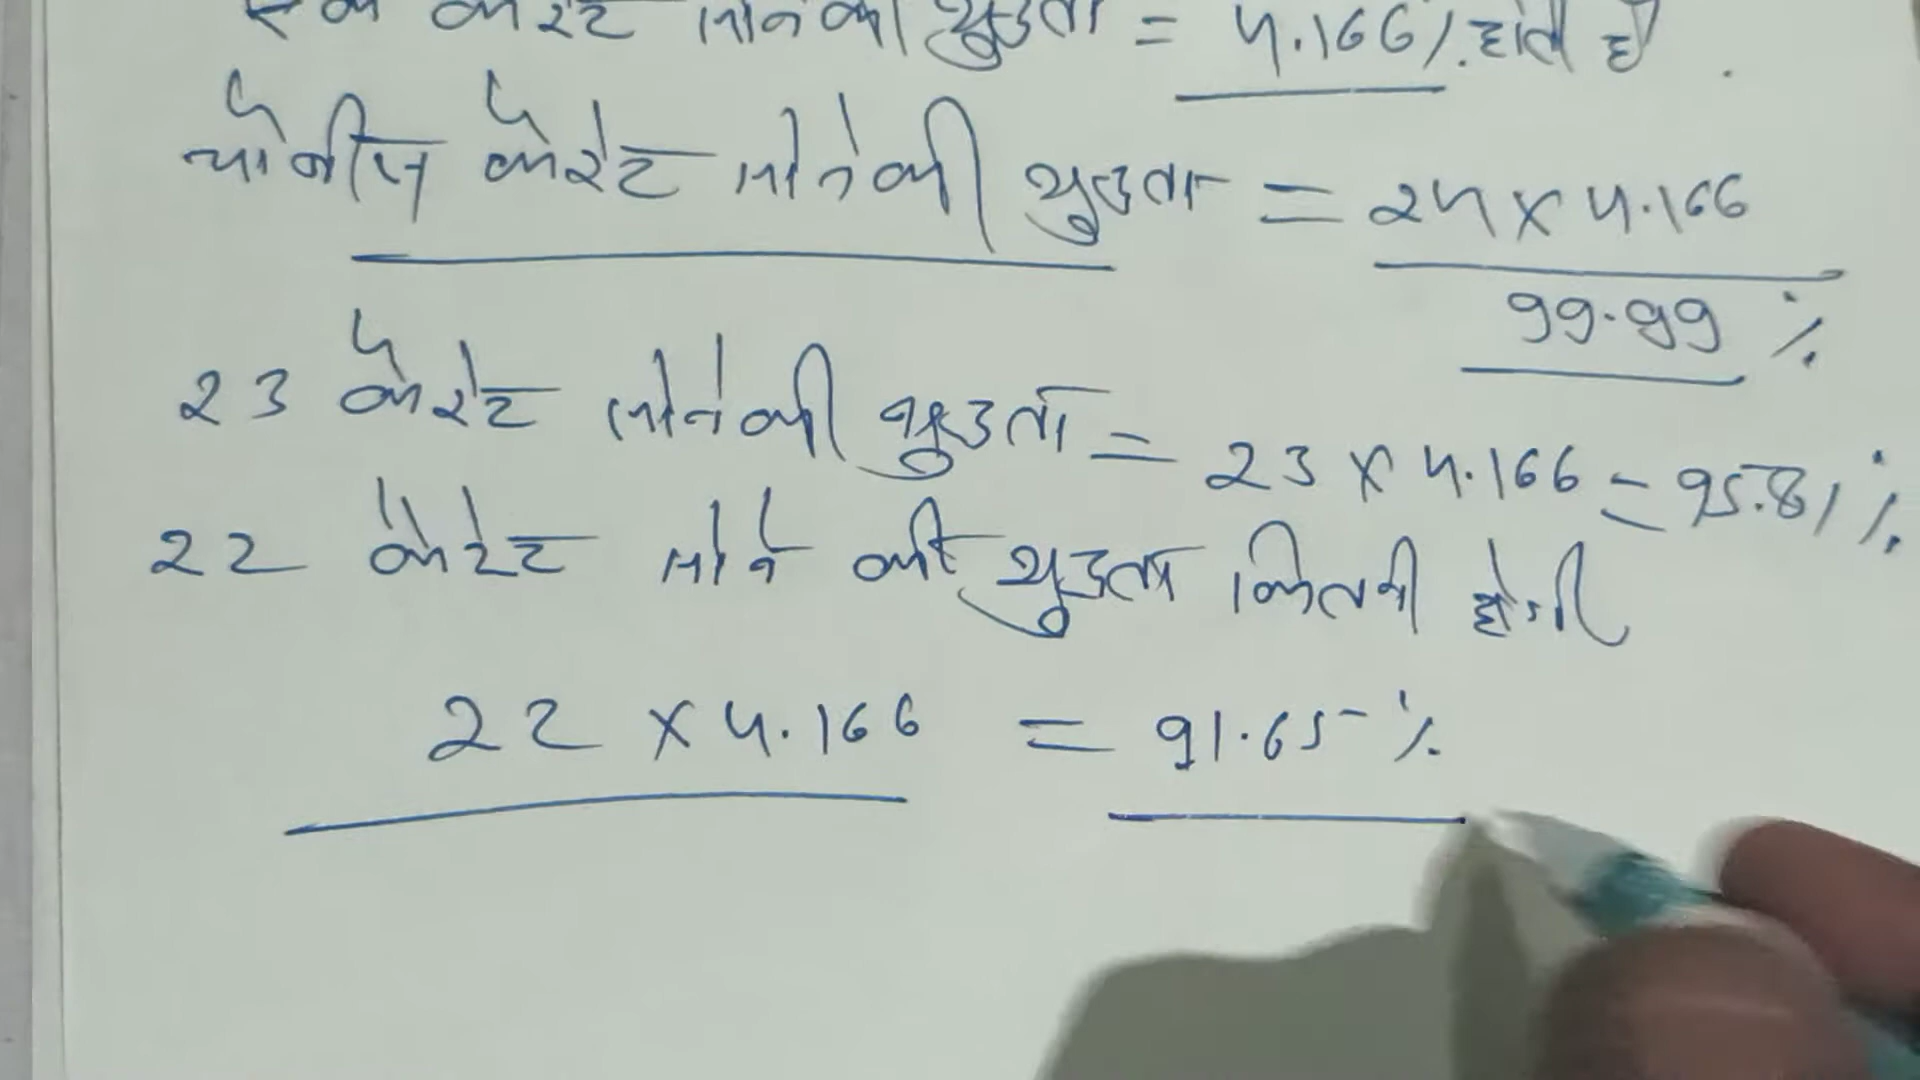 एक कैरेट सोने की शुद्धता = 4.166% होती है.
चौबीस कैरेट सोने की शुद्धता = 24 x 4.166
99.99 %
23 कैरेट सोने की शुद्धता = 23 x 4.166 = 95.81 %
22 कैरेट सोने की शुद्धता कितनी होगी
22 x 4.166 = 91.65 %